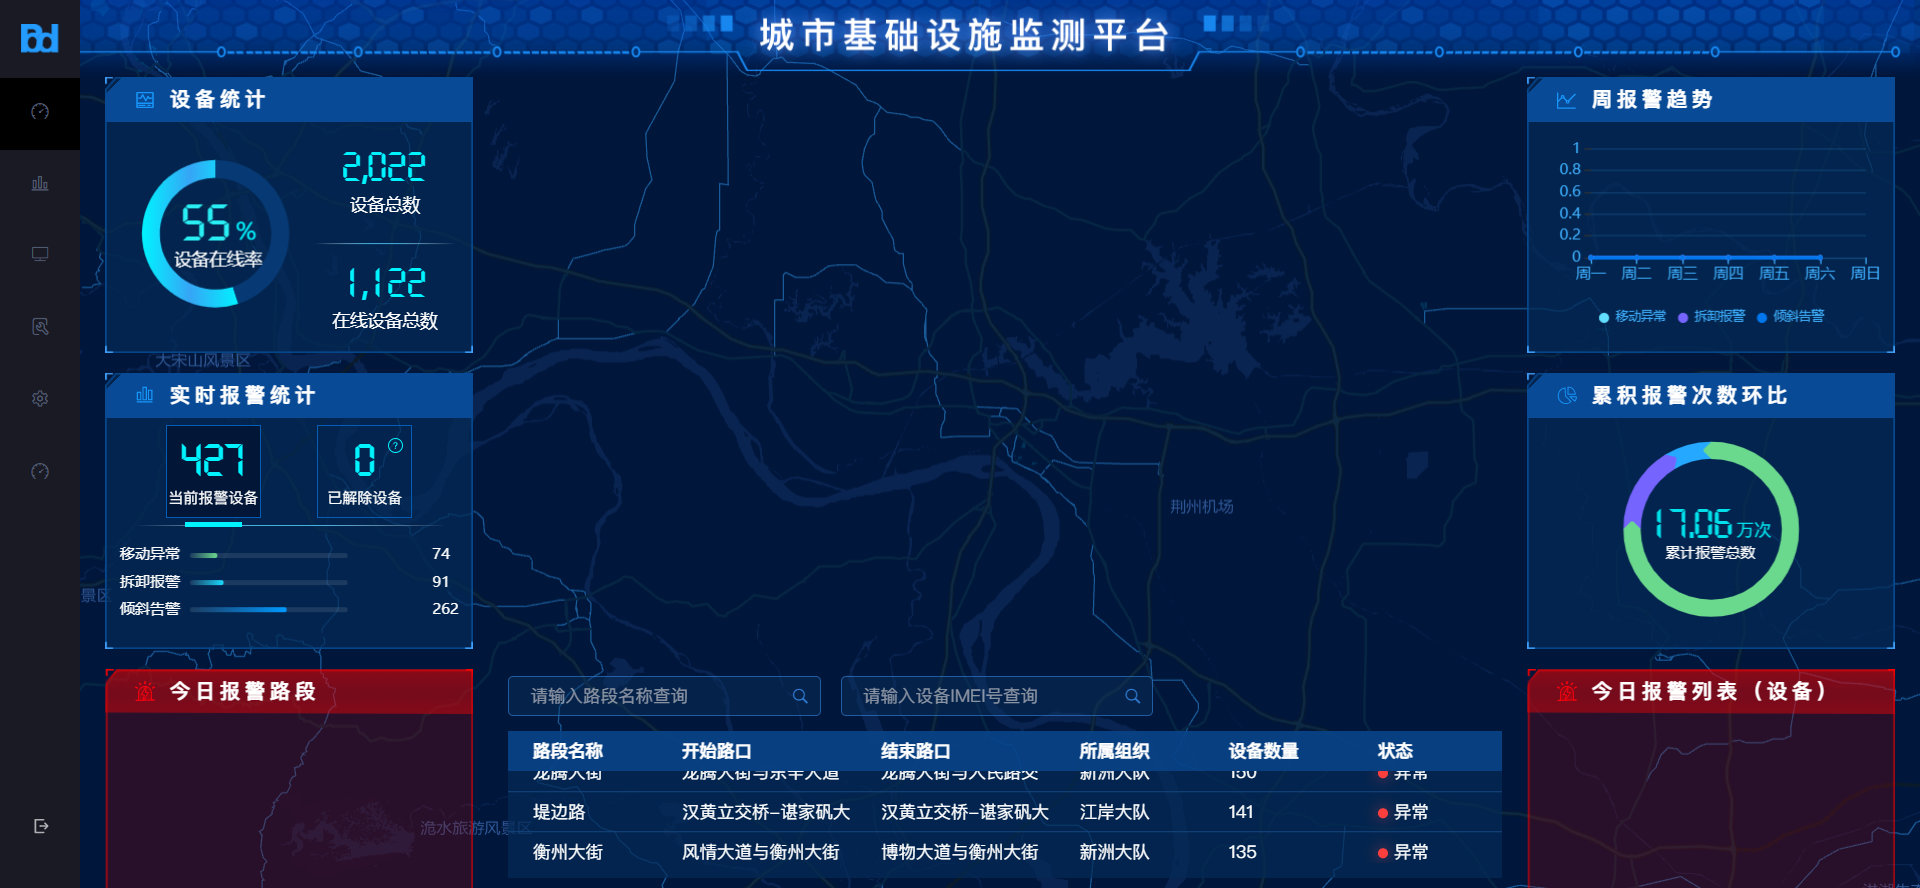 城市基础设施监测平台
设备统计
55%
设备在线率
2,022
设备总数
1,122
在线设备总数
大宋山风景区
实时报警统计
427
当前报警设备
0
?
已解除设备
移动异常 74
拆卸报警 91
倾斜告警 262
景区
今日报警路段
洈水旅游风景区
荆州机场
请输入路段名称查询
请输入设备IMEI号查询
路段名称 开始路口 结束路口 所属组织 设备数量 状态
龙腾大街 龙腾大街与东华大道 龙腾大街与人民路交 新洲大队 150 异常
堤边路 汉黄立交桥-谌家矶大 汉黄立交桥-谌家矶大 江岸大队 141 异常
衡州大街 风情大道与衡州大街 博物大道与衡州大街 新洲大队 135 异常
周报警趋势
1
0.8
0.6
0.4
0.2
0
周一 周二 周三 周四 周五 周六 周日
移动异常 拆卸报警 倾斜告警
累积报警次数环比
17.06万次
累计报警总数
今日报警列表（设备）